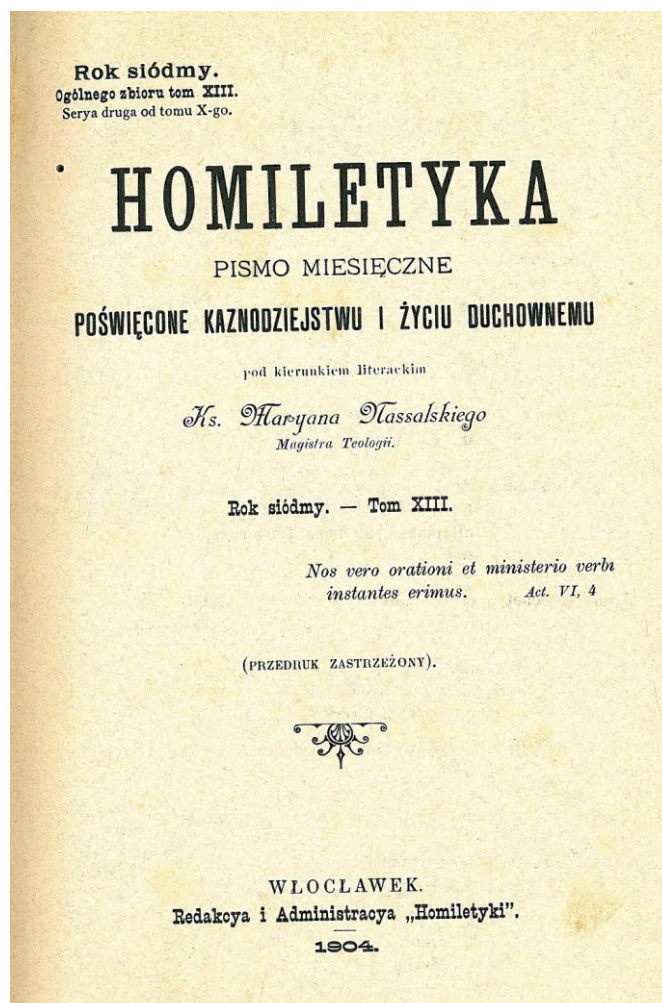 Rok siódmy.
Ogólnego zbioru tom XIII.
Serya druga od tomu X-go.
HOMILETYKA
PISMO MIESIĘCZNE
POŚWIĘCONE KAZNODZIEJSTWU I ŻYCIU DUCHOWNEMU
pod kierunkiem literackim
Ks. Maryana Nassalskiego
Magistra Teologii.
Rok siódmy. — Tom XIII.
Nos vero orationi et ministerio verbi
instantes erimus. Act. VI, 4
(PRZEDRUK ZASTRZEŻONY).
WŁOCŁAWEK.
Redakcya i Administracya „Homiletyki".
1904.